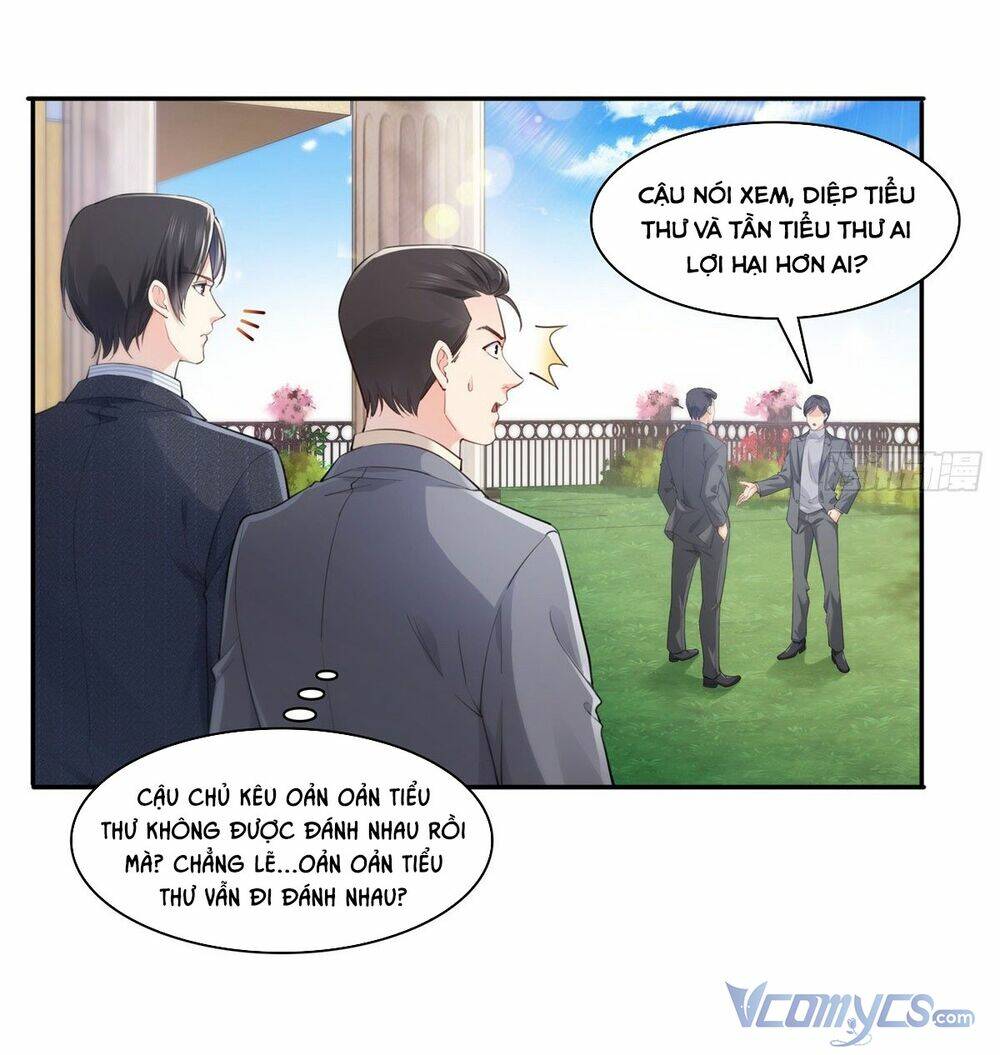 CẬU NÓI XEM, DIỆP TIỂU
THƯ VÀ TẦN TIỂU THƯ AI
LỢI HẠI HƠN AI?
CẬU CHỦ KÊU OẢN OẢN TIỂU
THƯ KHÔNG ĐƯỢC ĐÁNH NHAU RỒI
MÀ? CHẲNG LẼ...OẢN OẢN TIỂU
THƯ VẪN ĐI ĐÁNH NHAU?
VCOMYCS.com